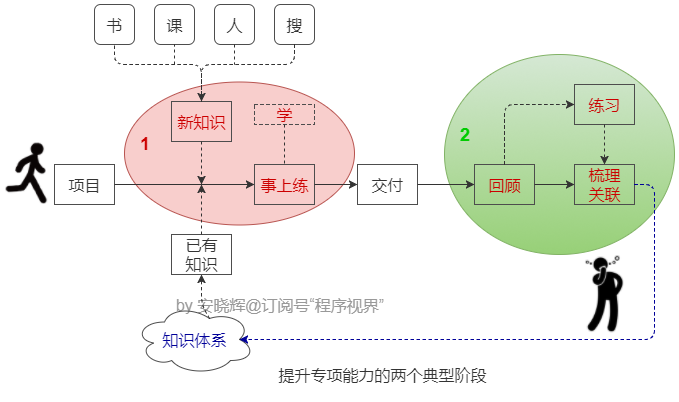 书
课
人
搜
1
新知识
学
2
练习
项目
事上练
交付
回顾
梳理
关联
已有
知识
by 安晓辉@订阅号“程序视界”
知识体系
提升专项能力的两个典型阶段